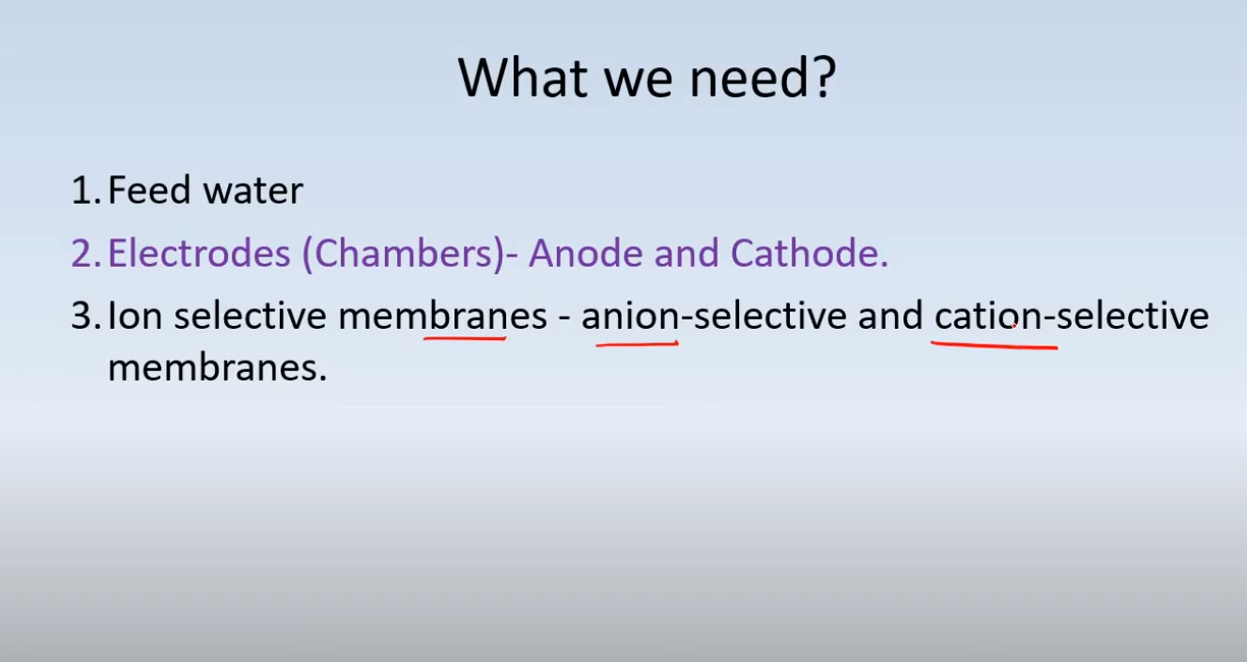 What we need?
1. Feed water
2. Electrodes (Chambers)- Anode and Cathode.
3. Ion selective membranes - anion-selective and cation-selective
membranes.